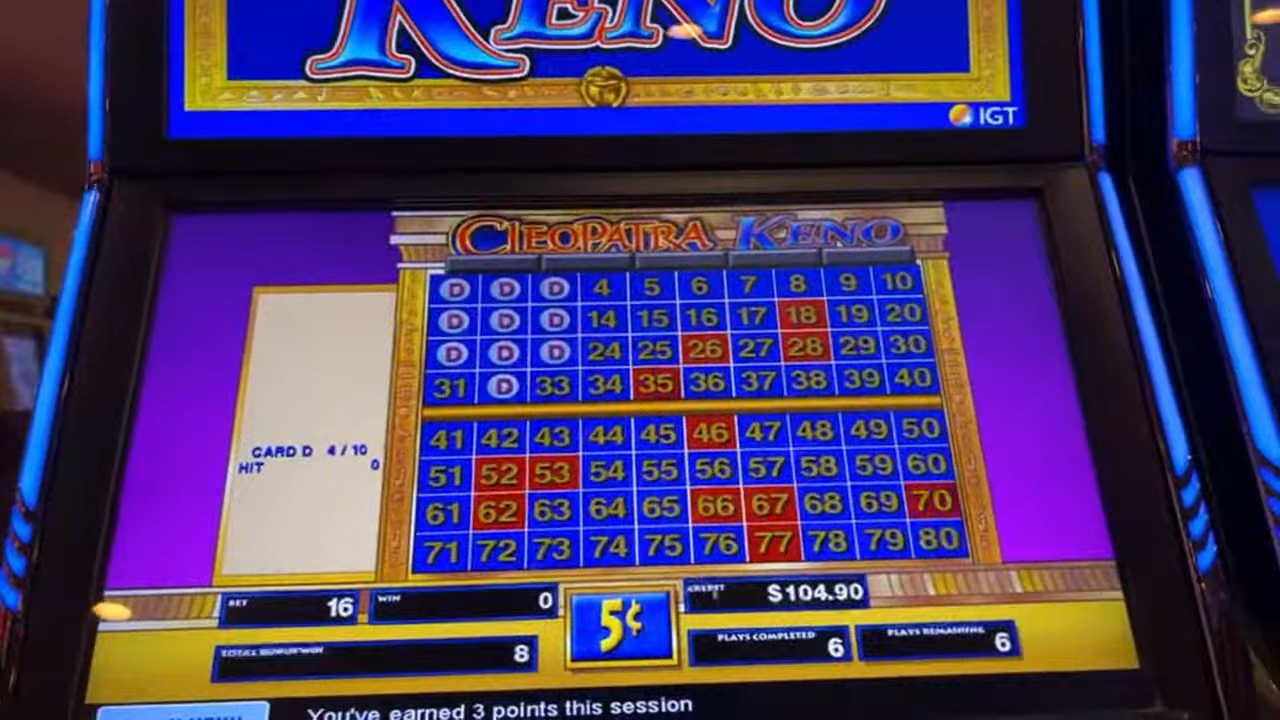 KENO
IGT
CLEOPATRA KENO
D D D 4 5 6 7 8 9 10
D D D 14 15 16 17 18 19 20
D D D 24 25 26 27 28 29 30
31 D 33 34 35 36 37 38 39 40
41 42 43 44 45 46 47 48 49 50
51 52 53 54 55 56 57 58 59 60
61 62 63 64 65 66 67 68 69 70
71 72 73 74 75 76 77 78 79 80
CARD D 4/10
HIT 0
BET 16 WIN 0 5¢ CREDIT $104.90
TOTAL BONUS WIN 8 PLAYS COMPLETED 6 PLAYS REMAINING 6
You've earned 3 points this session